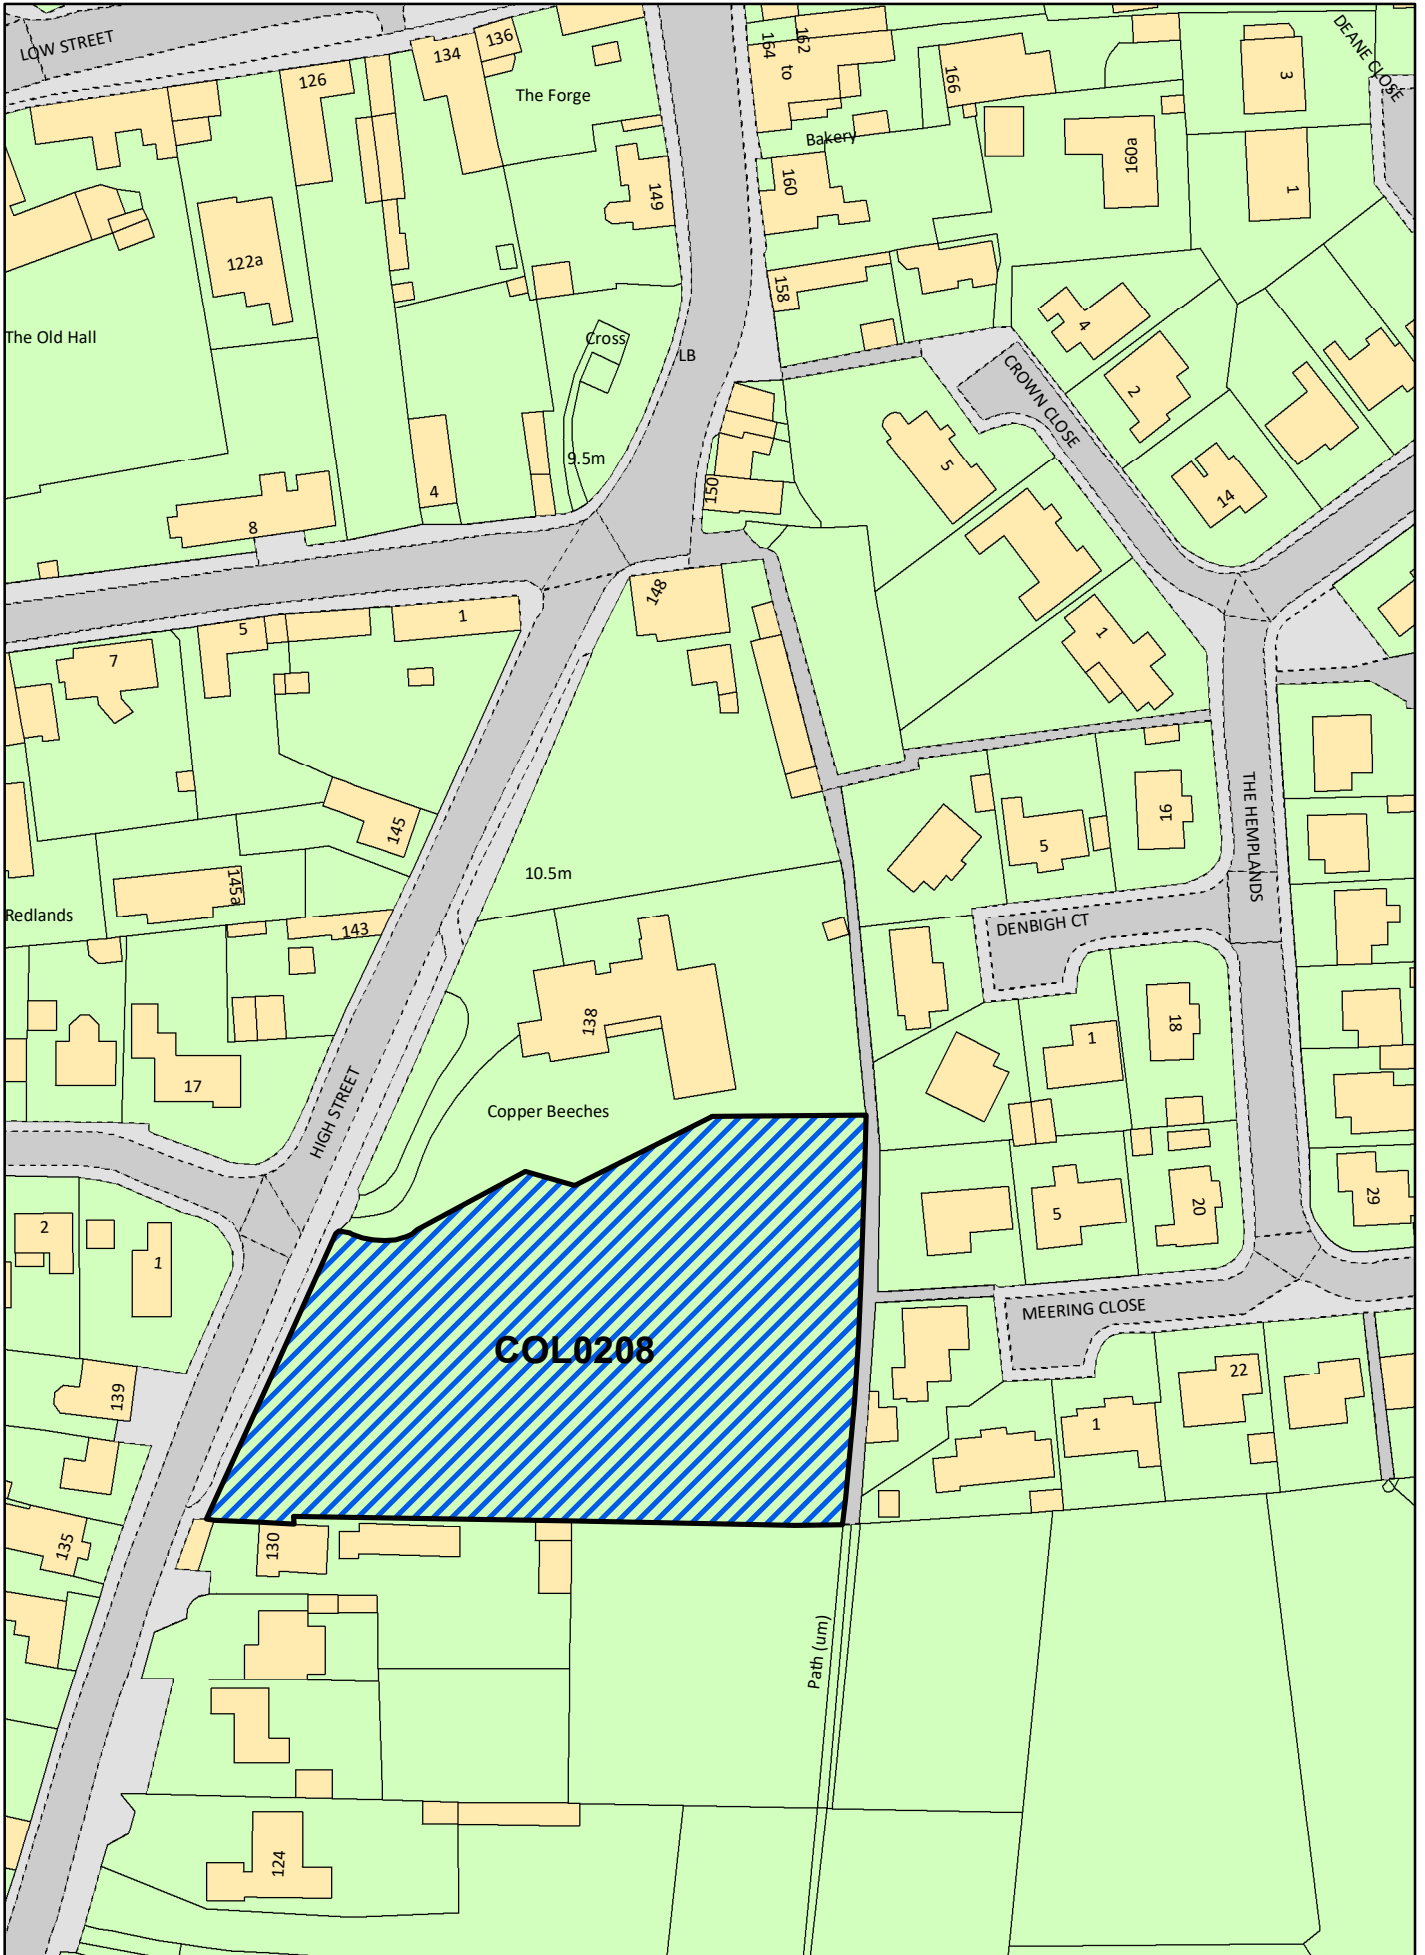 LOW STREET
134
136
162
164
to
166
3
DEANE CLOSE
126
The Forge
Bakery
160a
160
149
1
122a
158
4
The Old Hall
Cross
LB
CROWN CLOSE
2
9.5m
5
150
14
4
8
148
1
5
1
7
145
THE HEMPLANDS
16
5
10.5m
145a
Redlands
143
DENBIGH CT
138
18
1
17
HIGH STREET
Copper Beeches
29
20
5
2
1
MEERING CLOSE
COL0208
22
139
1
135
130
Path (um)
124